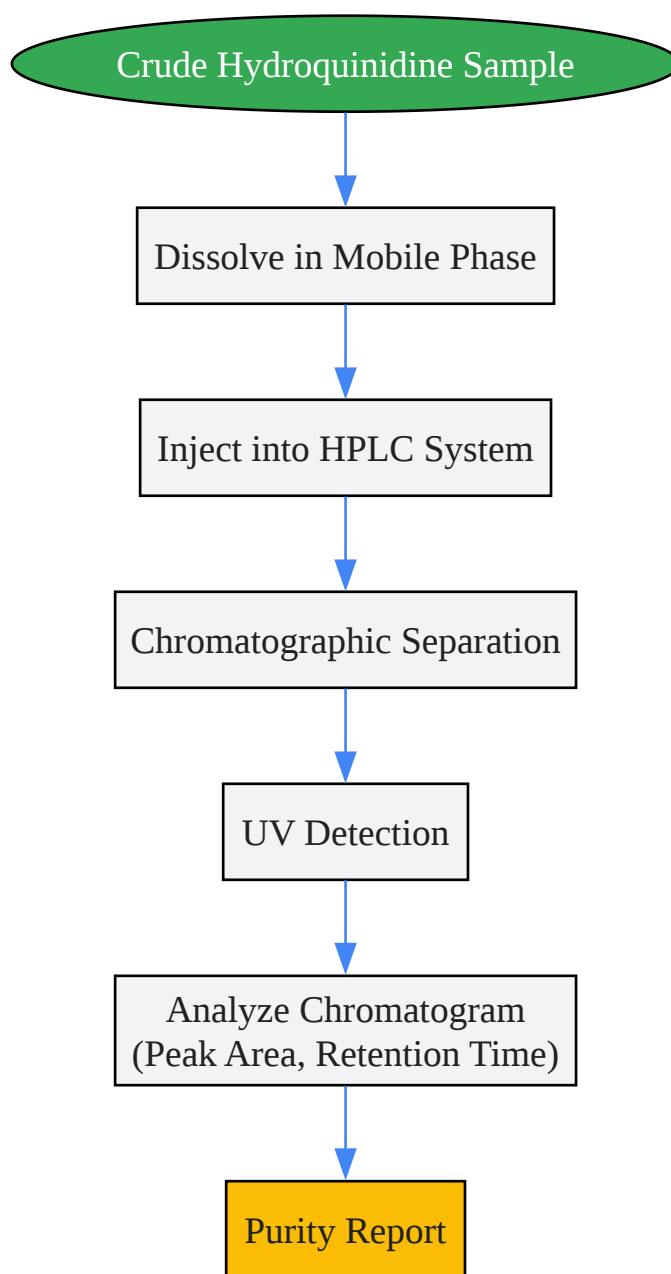 Crude Hydroquinidine Sample
Dissolve in Mobile Phase
Inject into HPLC System
Chromatographic Separation
UV Detection
Analyze Chromatogram
(Peak Area, Retention Time)
Purity Report